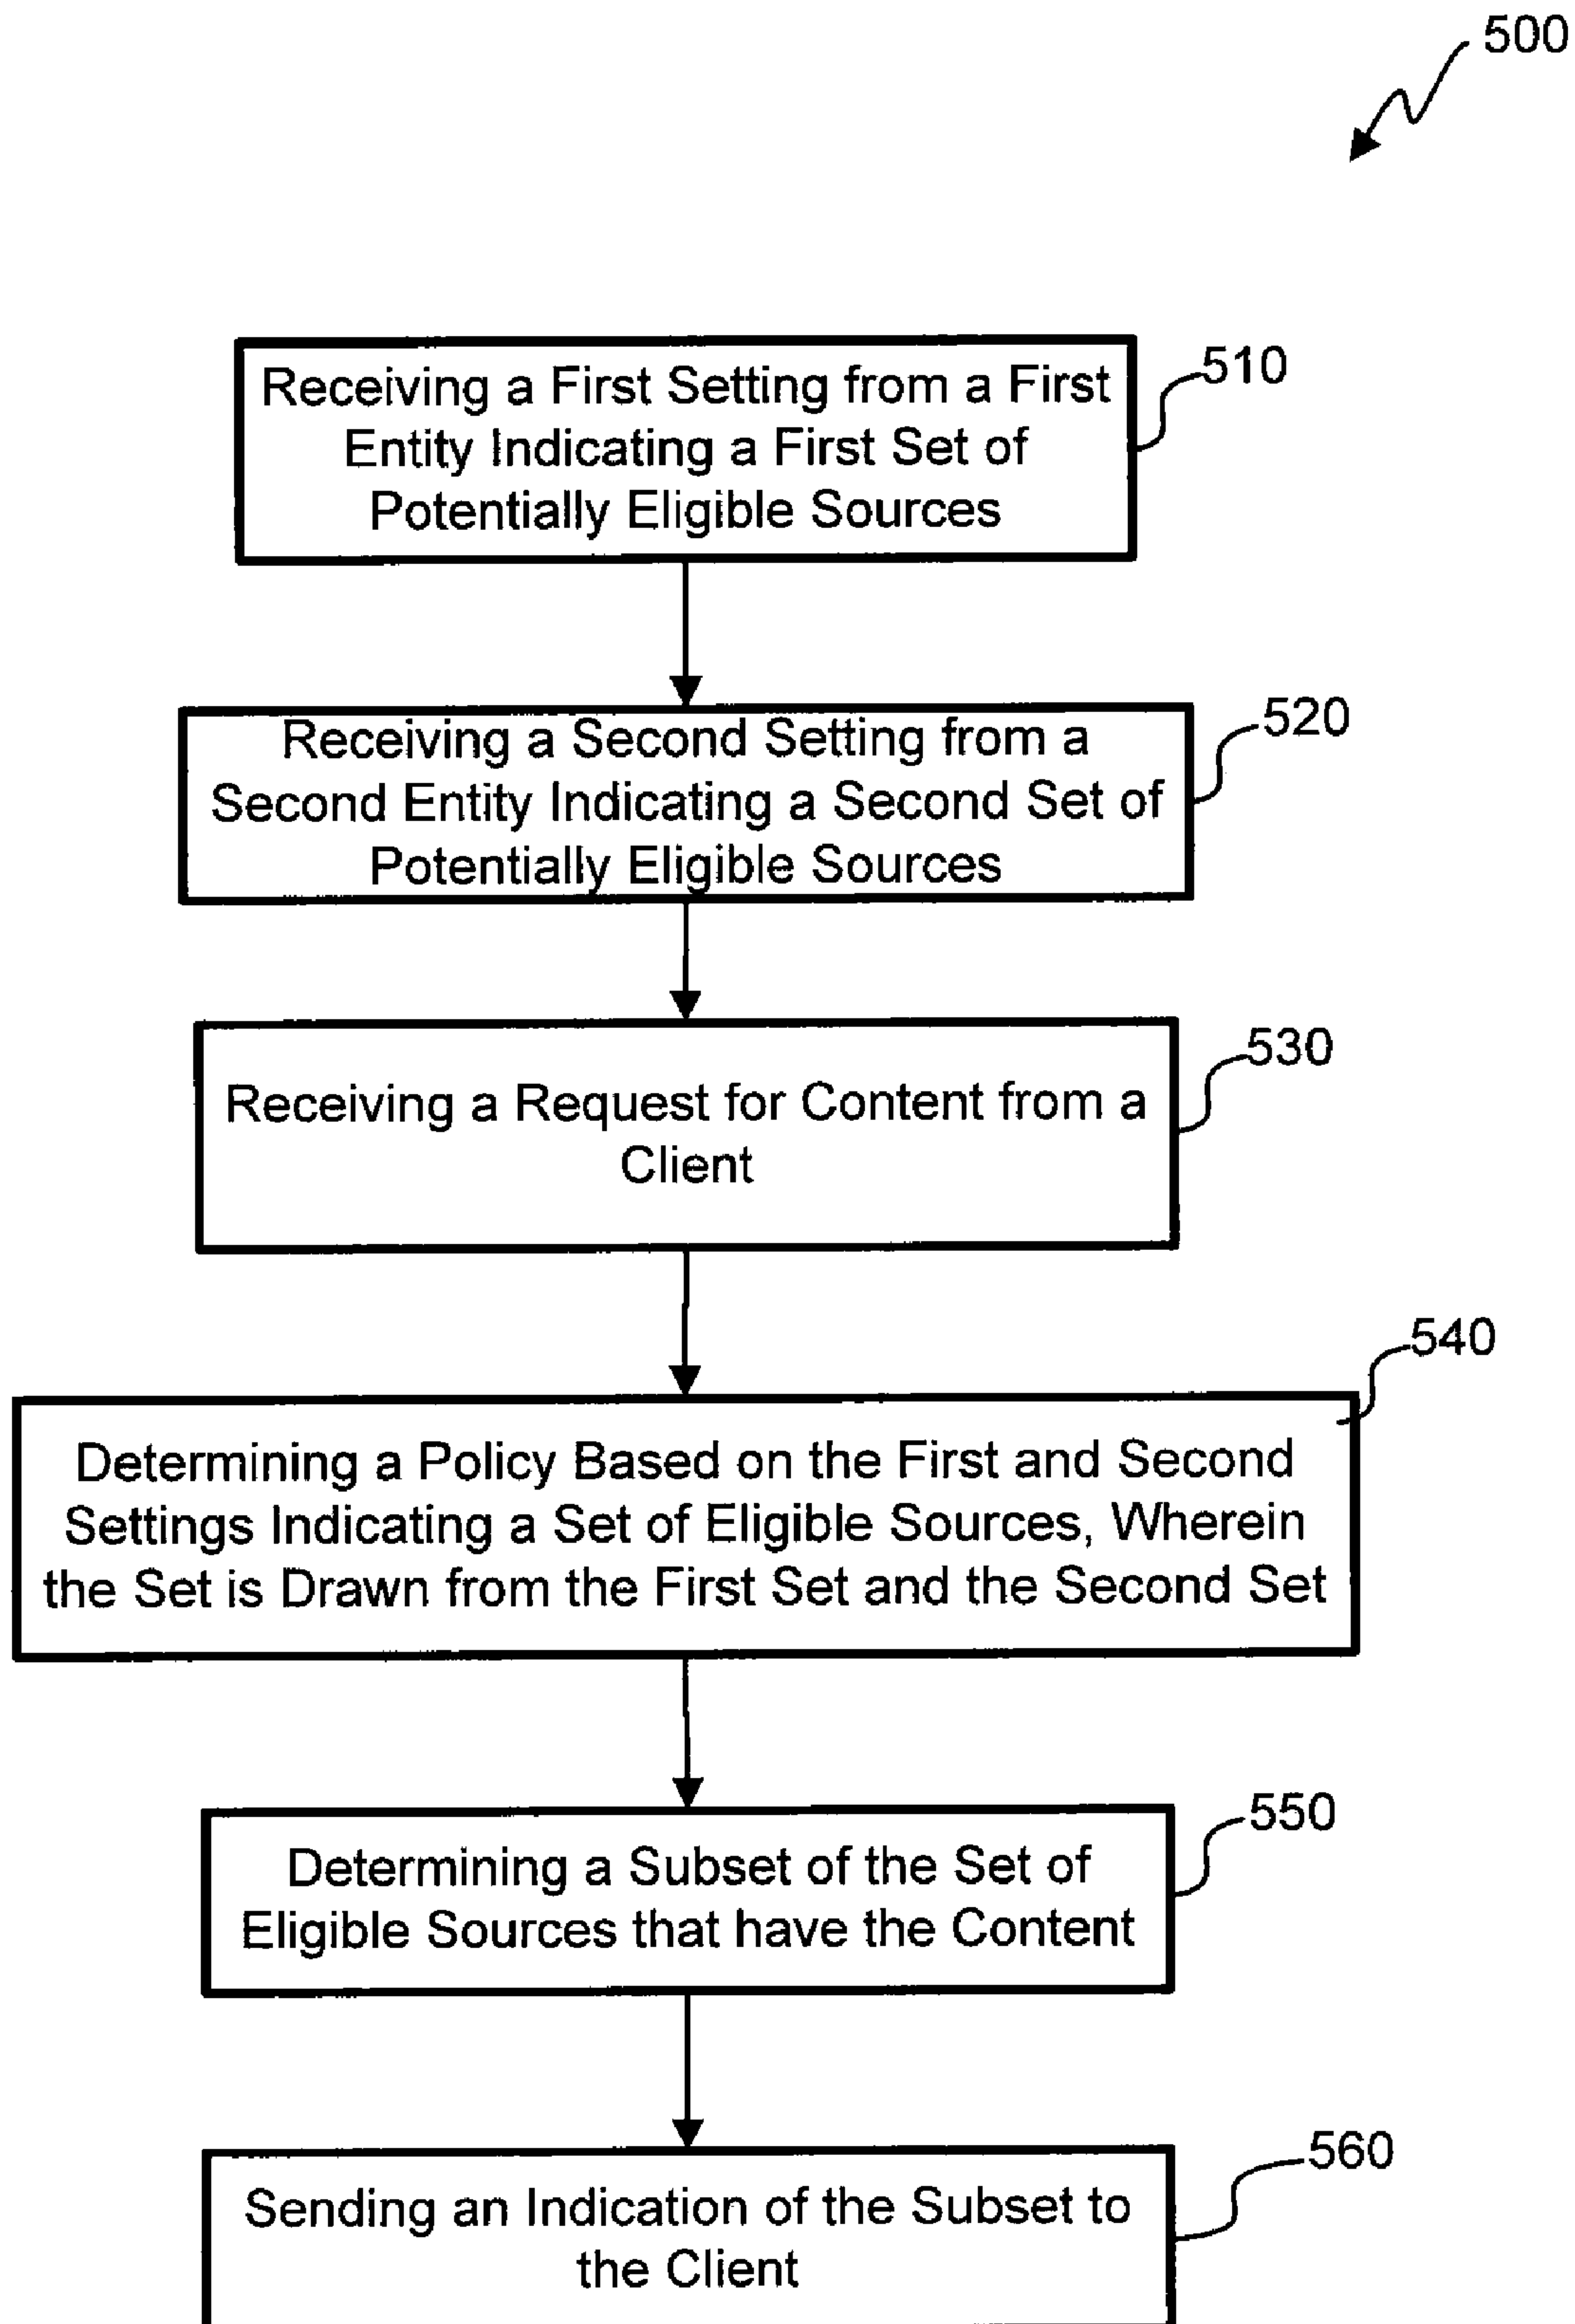 500
Receiving a First Setting from a First
Entity Indicating a First Set of
Potentially Eligible Sources
510
Receiving a Second Setting from a
Second Entity Indicating a Second Set of
Potentially Eligible Sources
520
Receiving a Request for Content from a
Client
530
Determining a Policy Based on the First and Second
Settings Indicating a Set of Eligible Sources, Wherein
the Set is Drawn from the First Set and the Second Set
540
Determining a Subset of the Set of
Eligible Sources that have the Content
550
Sending an Indication of the Subset to
the Client
560